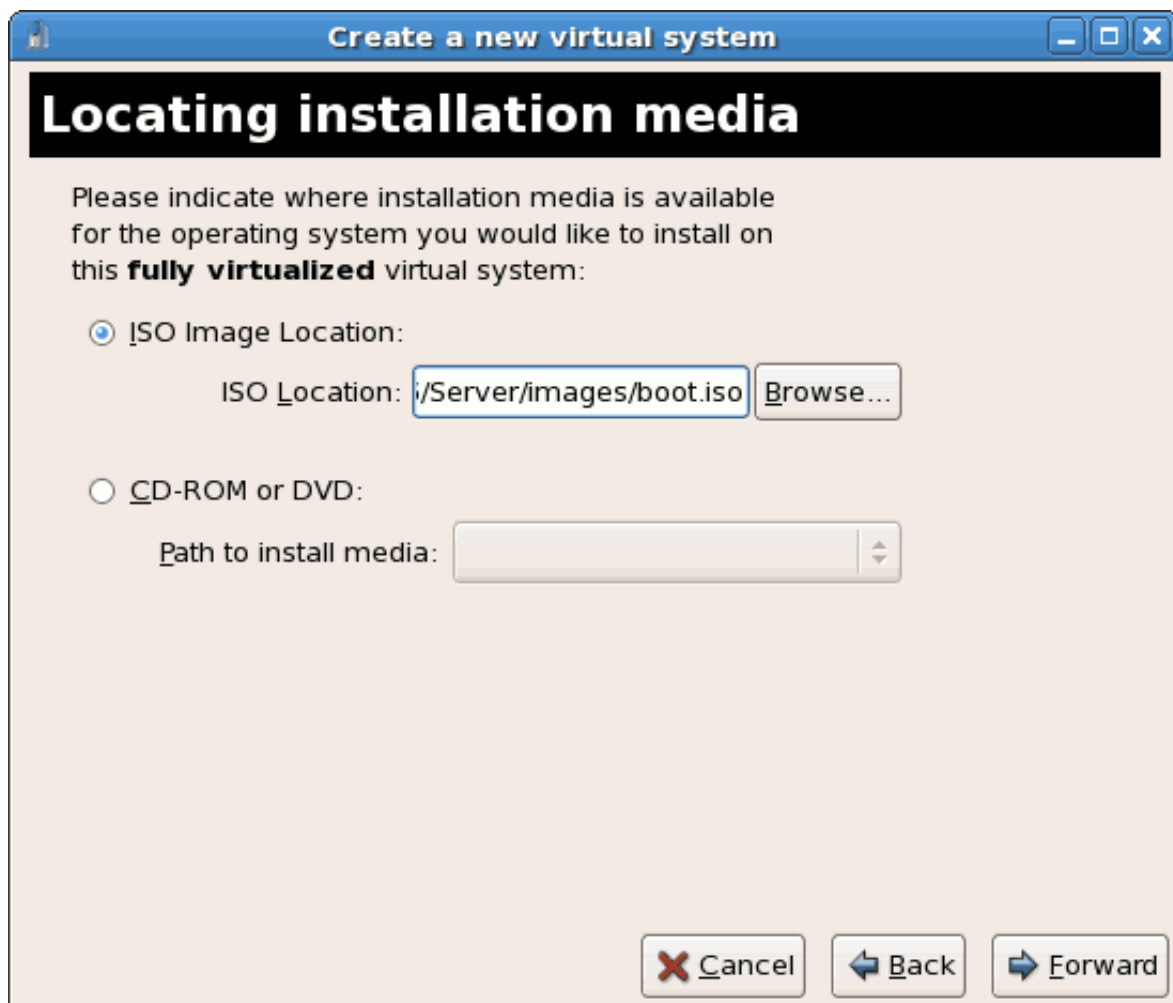 Create a new virtual system
Locating installation media
Please indicate where installation media is available
for the operating system you would like to install on
this fully virtualized virtual system:
ISO Image Location:
ISO Location: /Server/images/boot.iso Browse...
CD-ROM or DVD:
Path to install media:
Cancel Back Forward